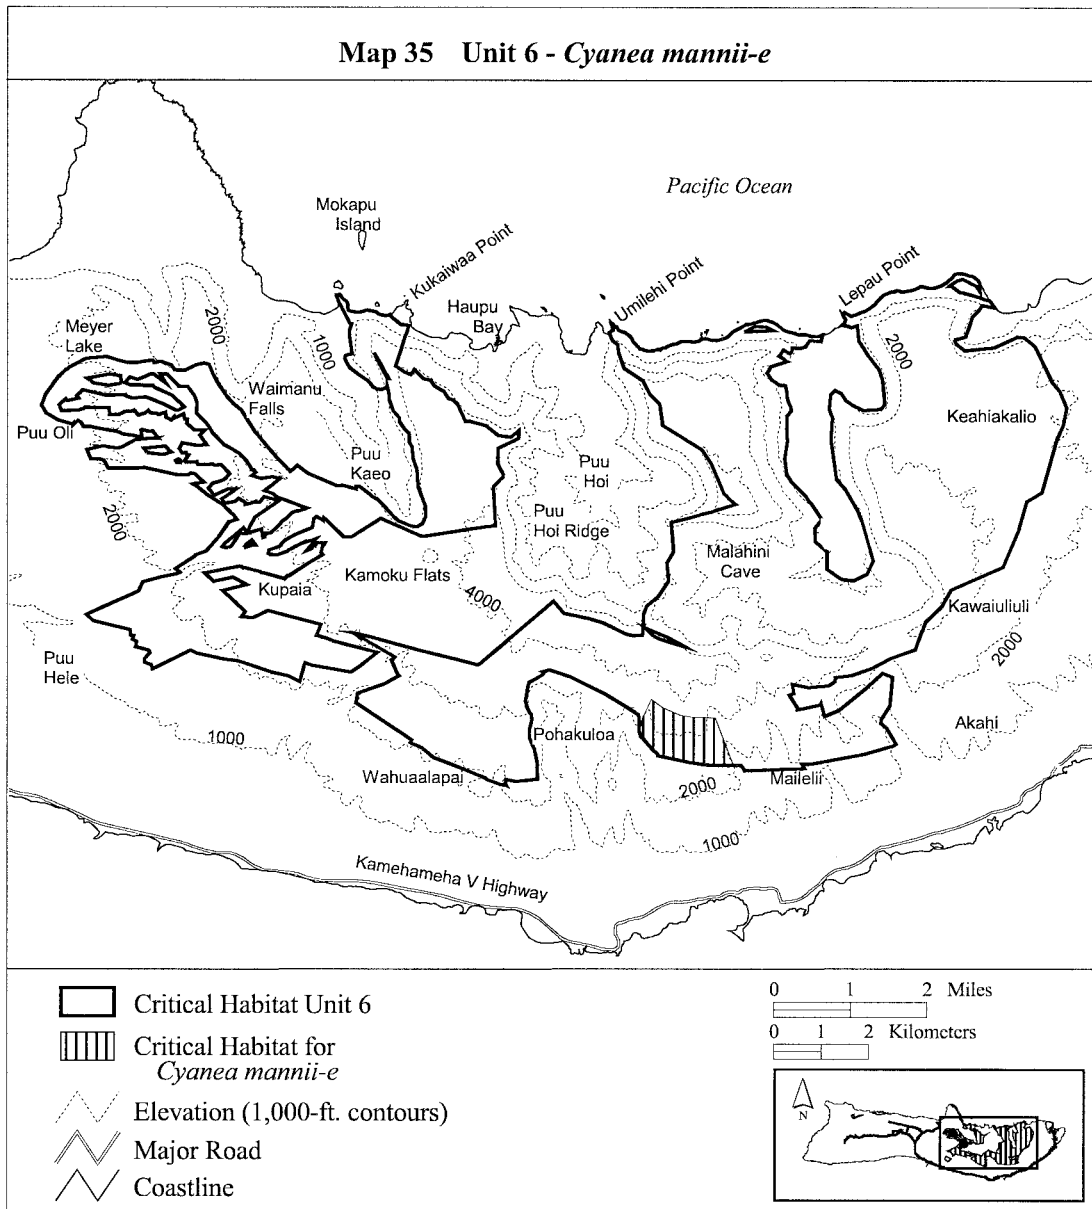 Map 35 Unit 6 - Cyanea mannii-e
Pacific Ocean
Mokapu
Island
Kukaiwaa Point
Haupu
Bay
Umilehi Point
Lepau Point
Meyer
Lake
2000
1000
2000
Waimanu
Falls
Keahiakalio
Puu Oli
Puu
Kaeo
Puu
Hoi
2000
Puu
Hoi Ridge
Malahini
Cave
Kamoku Flats
Kupaia
4000
Kawaiuliuli
2000
Puu
Hele
1000
Pohakuloa
Akahi
Wahuaalapai
2000
Mailelii
1000
Kamehameha V Highway
Critical Habitat Unit 6
Critical Habitat for
Cyanea mannii-e
Elevation (1,000-ft. contours)
Major Road
Coastline
0 1 2 Miles
0 1 2 Kilometers
N